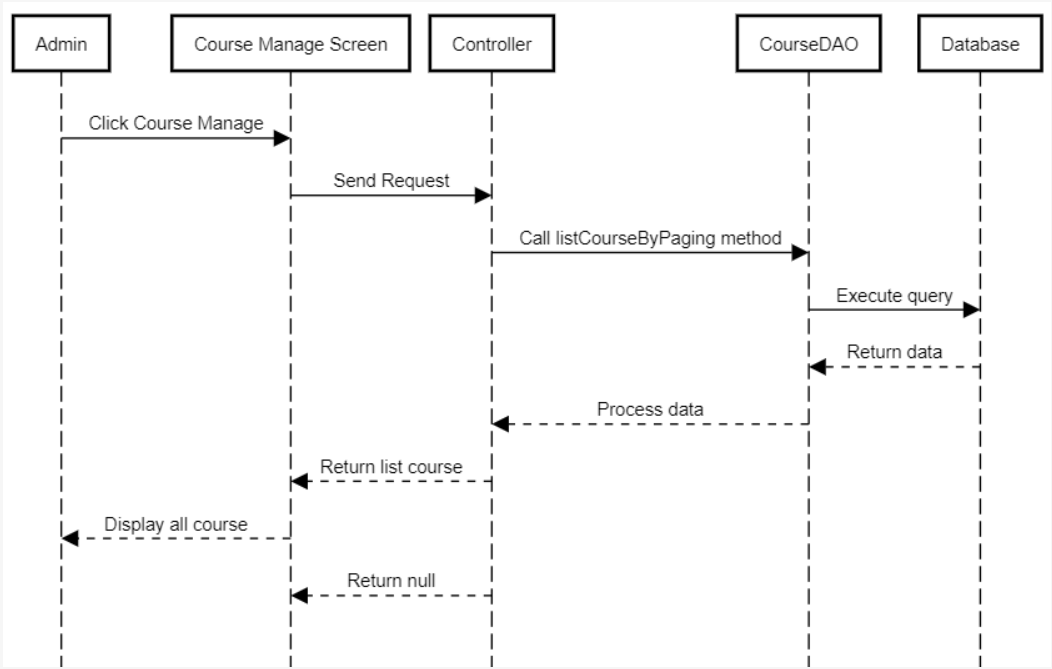 Admin
Course Manage Screen
Controller
CourseDAO
Database
Click Course Manage
Send Request
Call listCourseByPaging method
Execute query
Return data
Process data
Return list course
Display all course
Return null